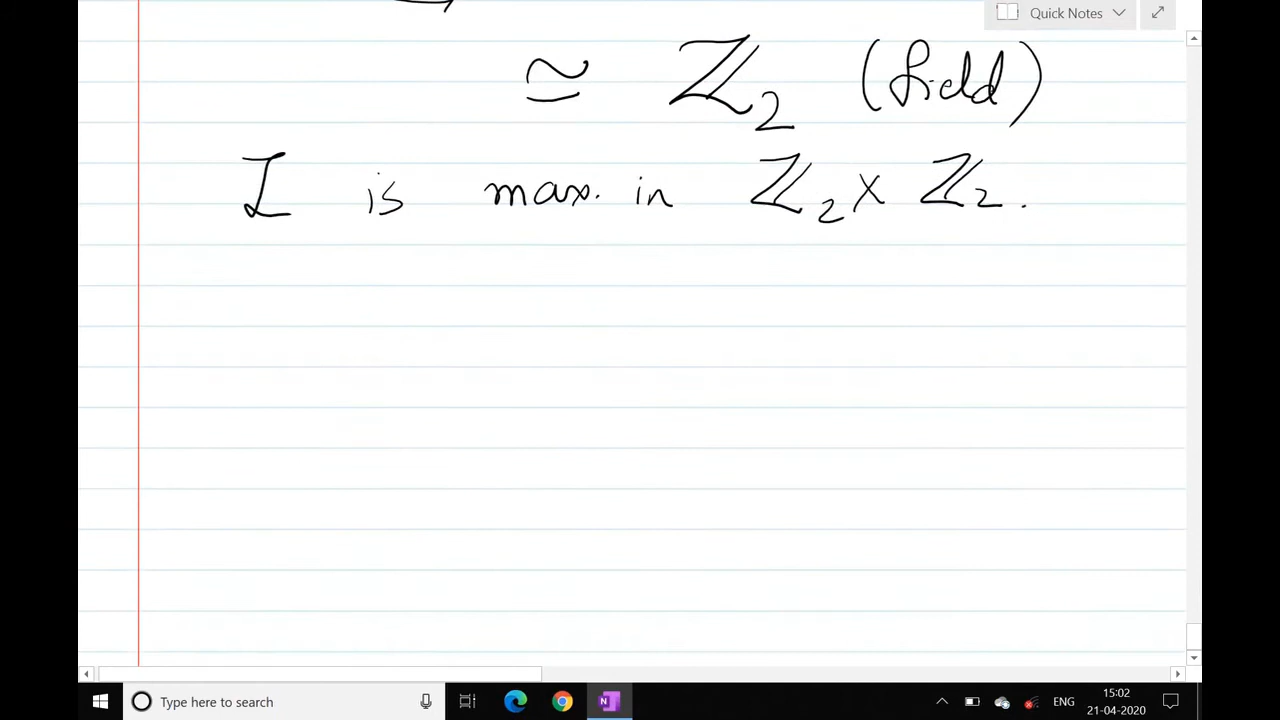 Quick Notes
≃ ℤ₂ (field)
I is max. in ℤ₂ × ℤ₂.
Type here to search
ENG
15:02
21-04-2020